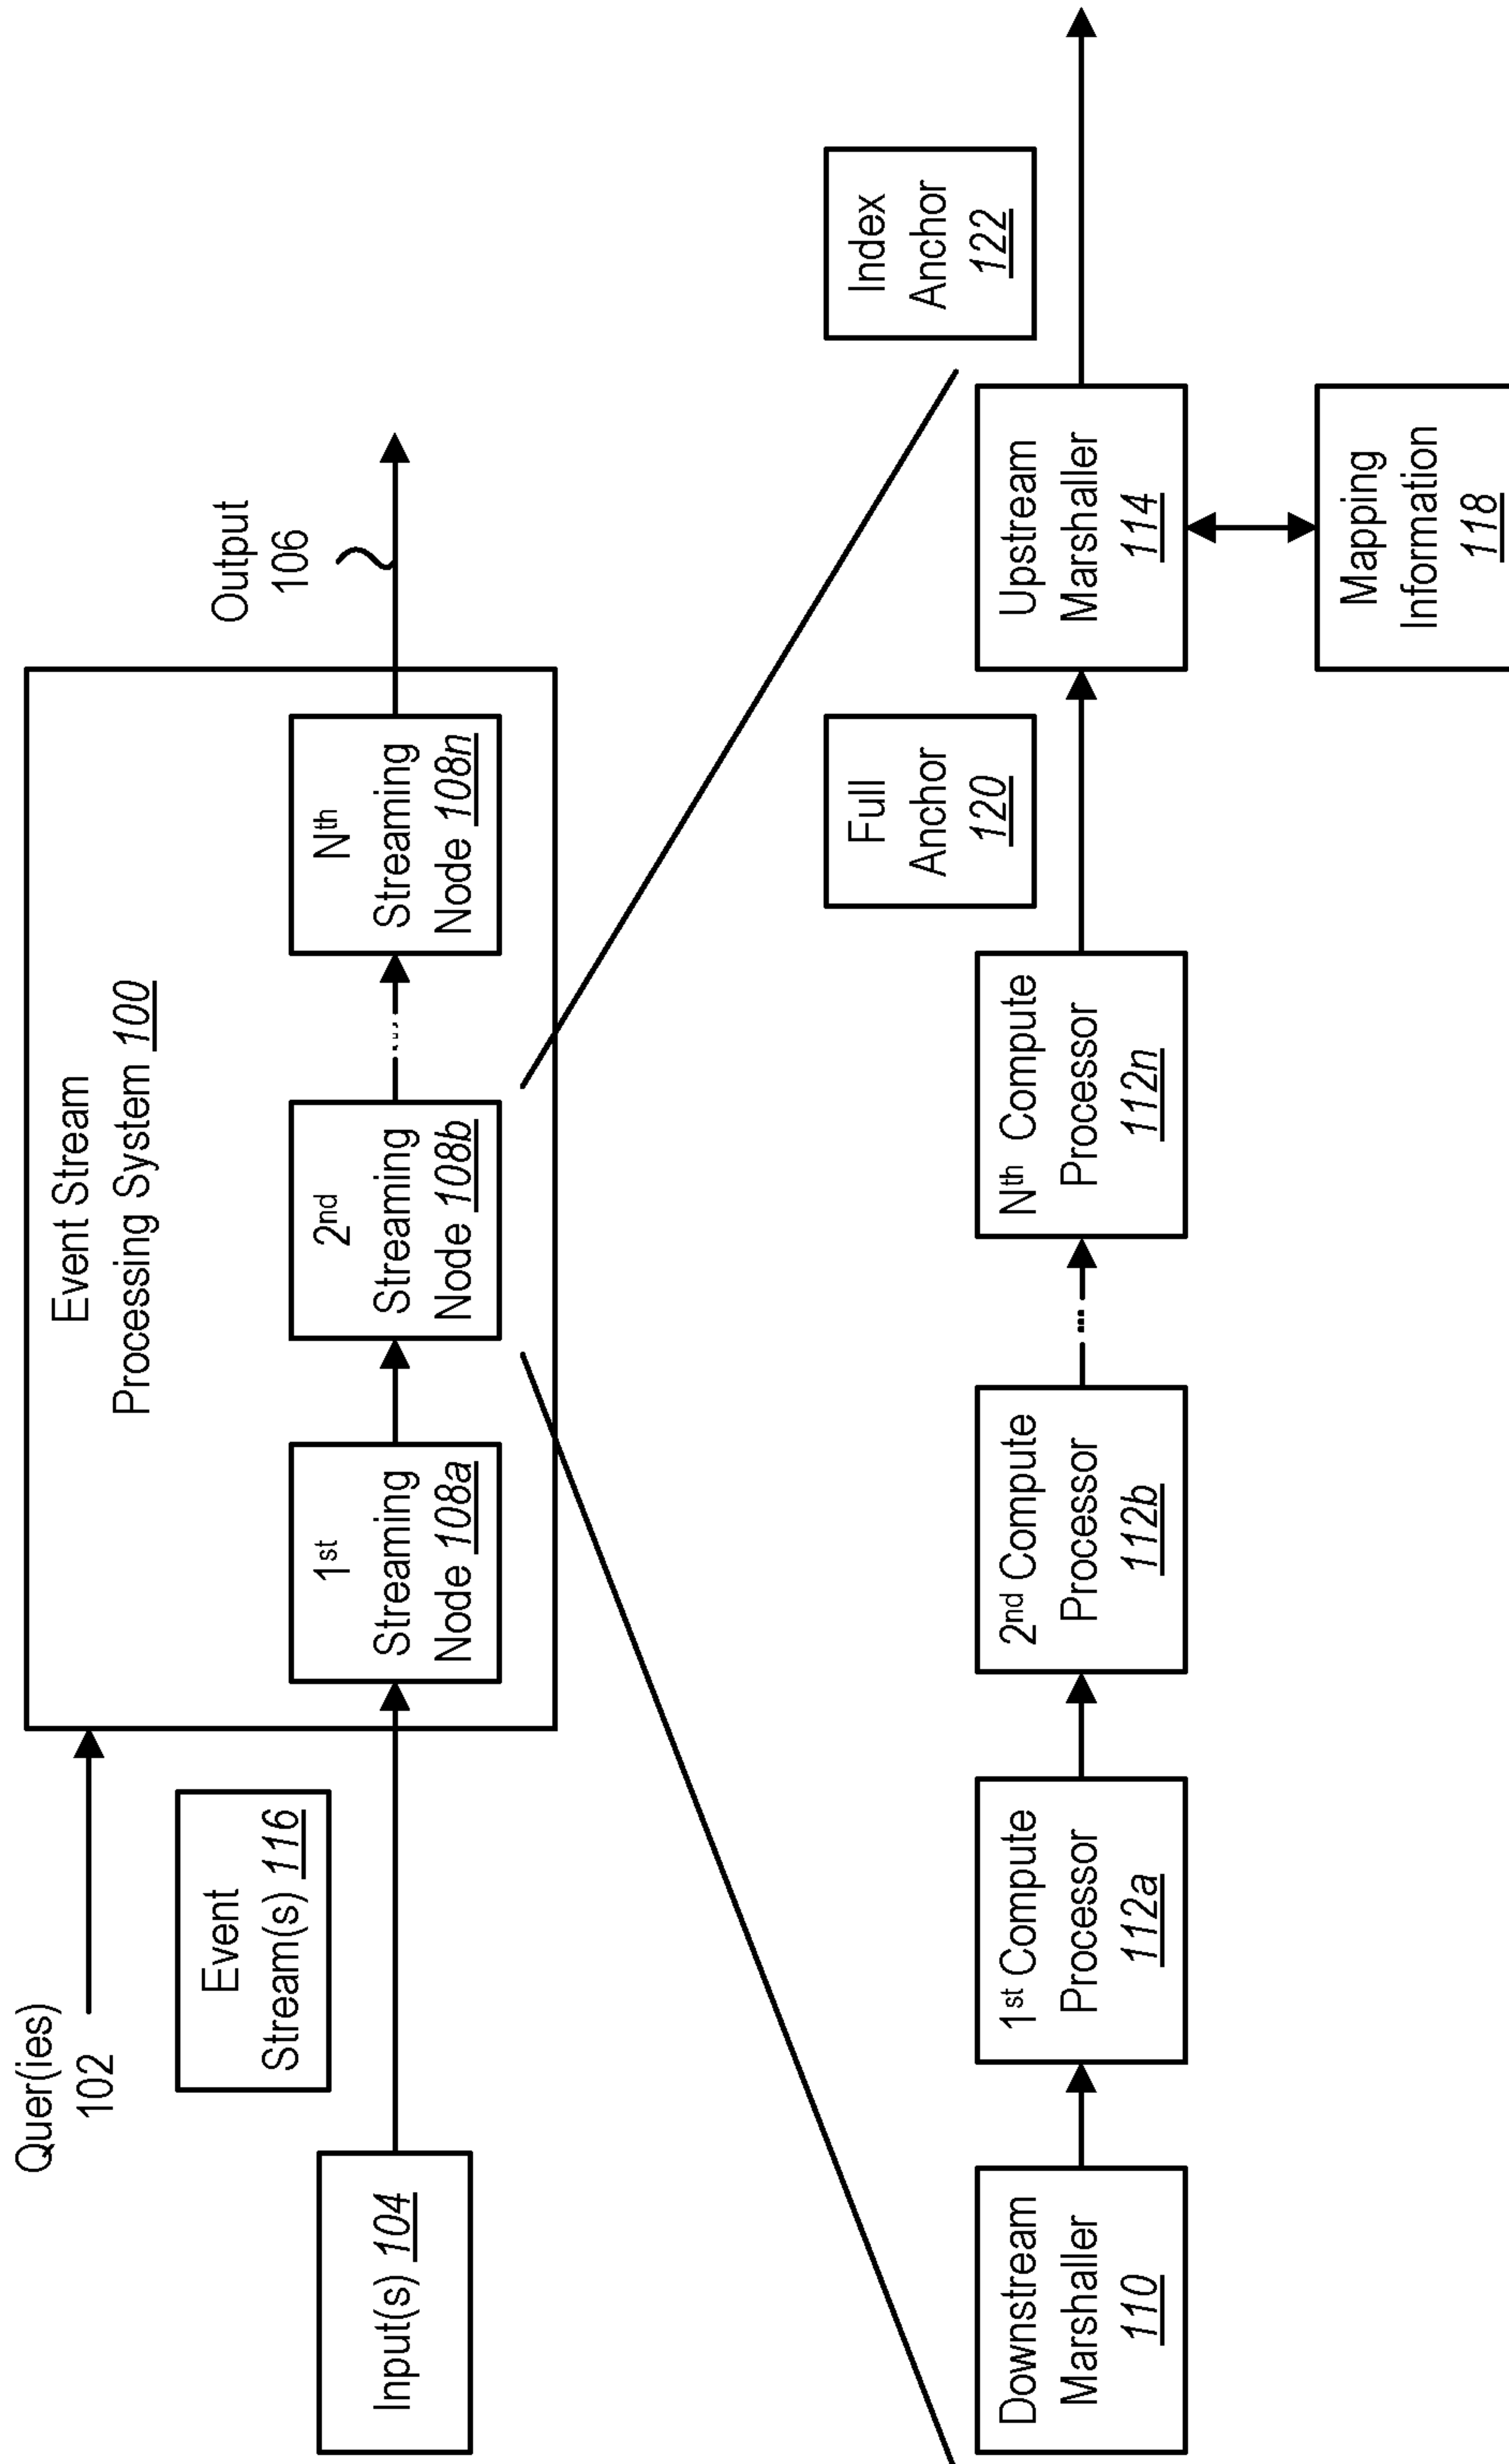 Quer(ies)
102
Event Stream
Processing System 100
Event
Stream(s) 116
Output
106
Input(s) 104
1st
Streaming
Node 108a
2nd
Streaming
Node 108b
...
Nth
Streaming
Node 108n
Full
Anchor
120
Index
Anchor
122
Downstream
Marshaller
110
1st Compute
Processor
112a
2nd Compute
Processor
112b
...
Nth Compute
Processor
112n
Upstream
Marshaller
114
Mapping
Information
118